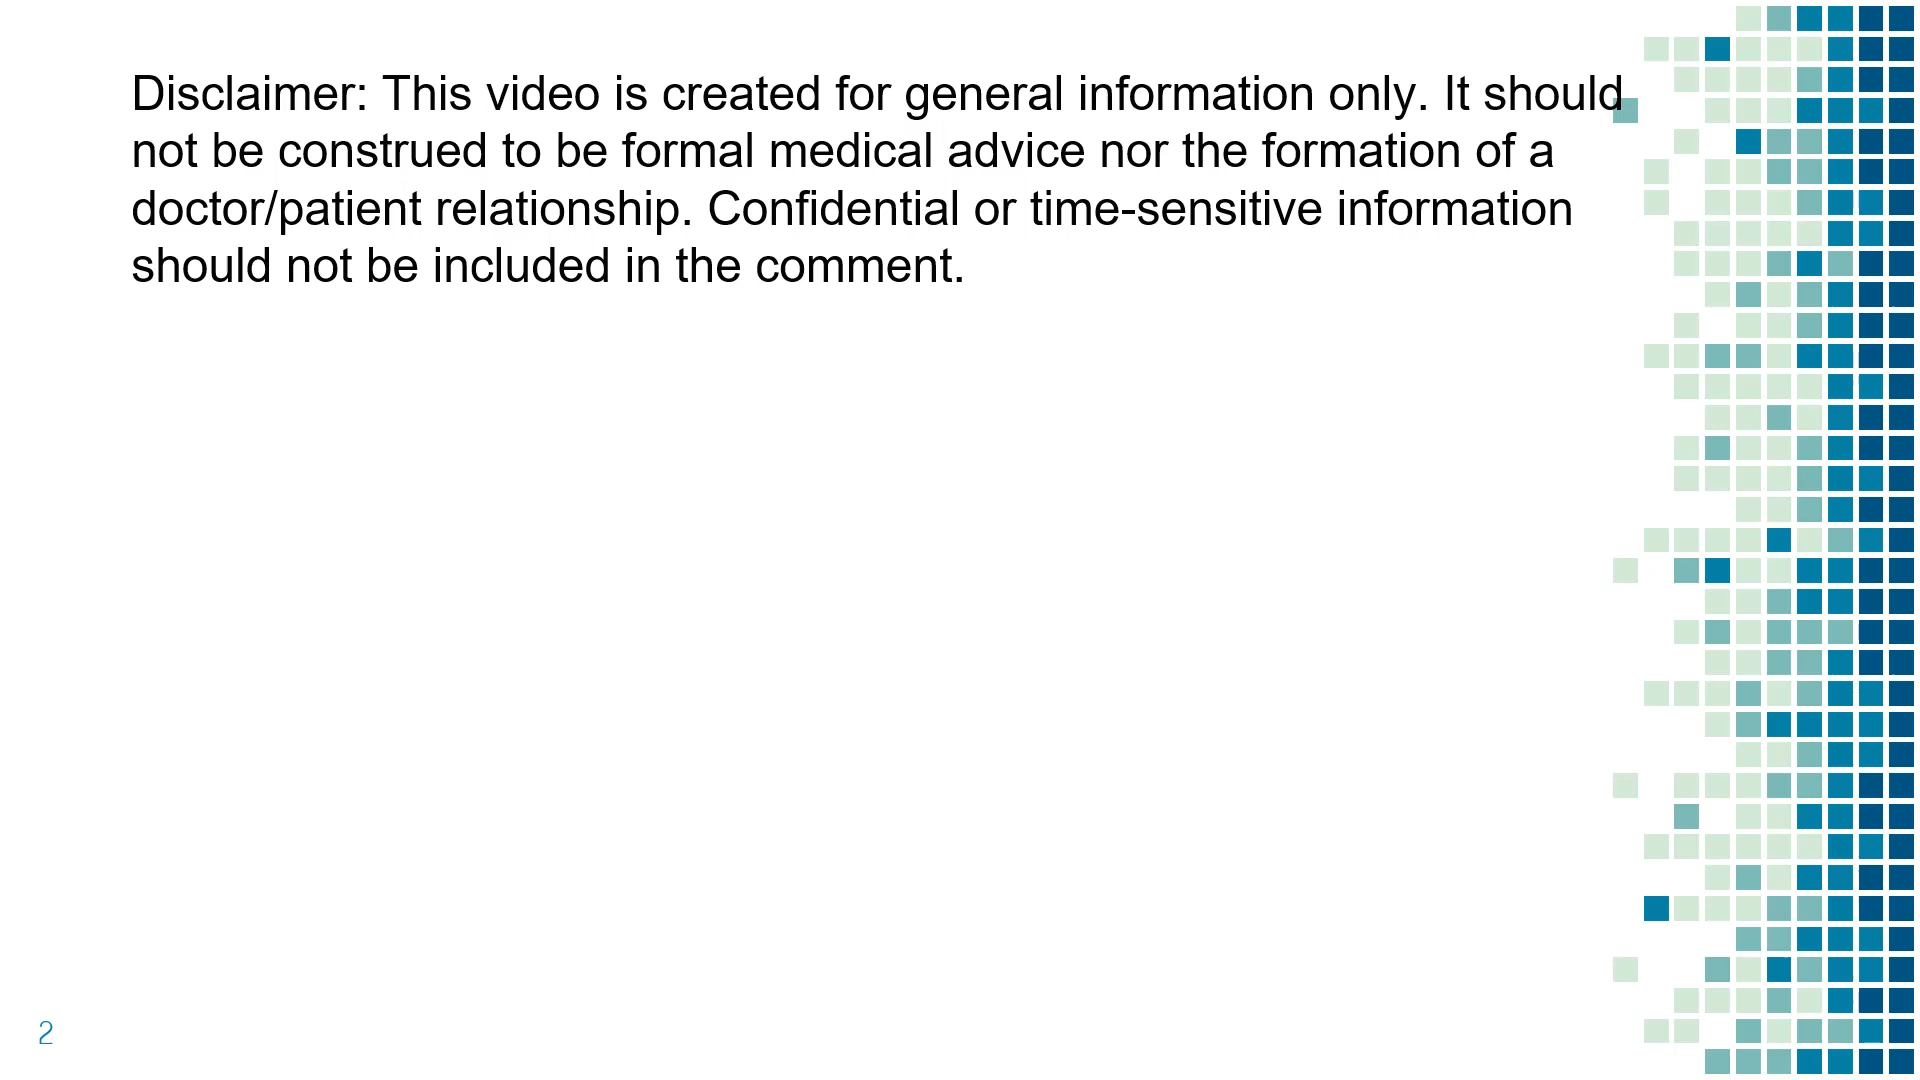 Disclaimer: This video is created for general information only. It should
not be construed to be formal medical advice nor the formation of a
doctor/patient relationship. Confidential or time-sensitive information
should not be included in the comment.
2